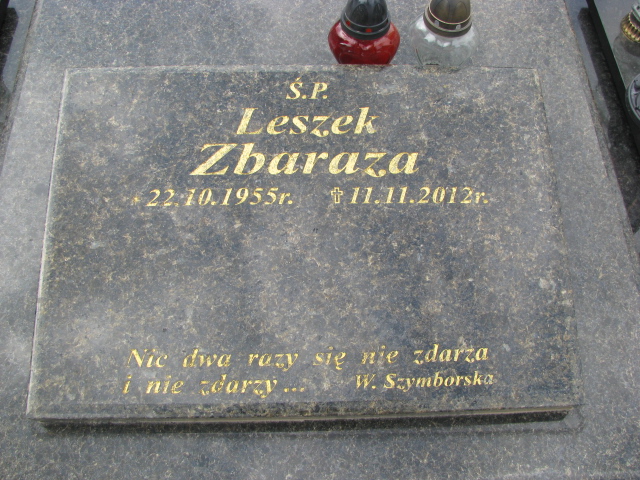 Ś.P.
Leszek
Zbaraza
* 22.10.1955r. ✝ 11.11.2012r.
Nic dwa razy się nie zdarza
i nie zdarzy... W. Szymborska